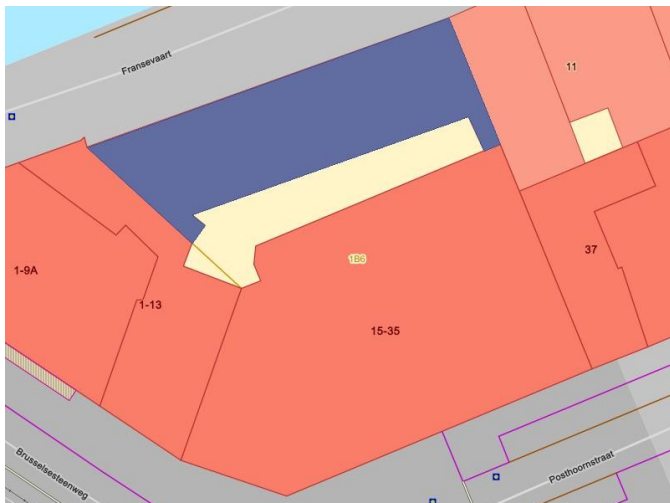 Fransevaart
11
1B6
37
1-9A
1-13
15-35
Brusselsesteenweg
Posthoornstraat